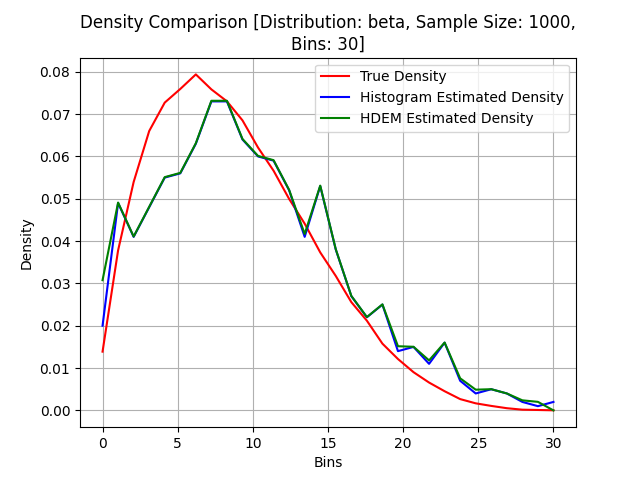 Density Comparison [Distribution: beta, Sample Size: 1000,
Bins: 30]
True Density
Histogram Estimated Density
HDEM Estimated Density
Density
0.08
0.07
0.06
0.05
0.04
0.03
0.02
0.01
0.00
0 5 10 15 20 25 30
Bins